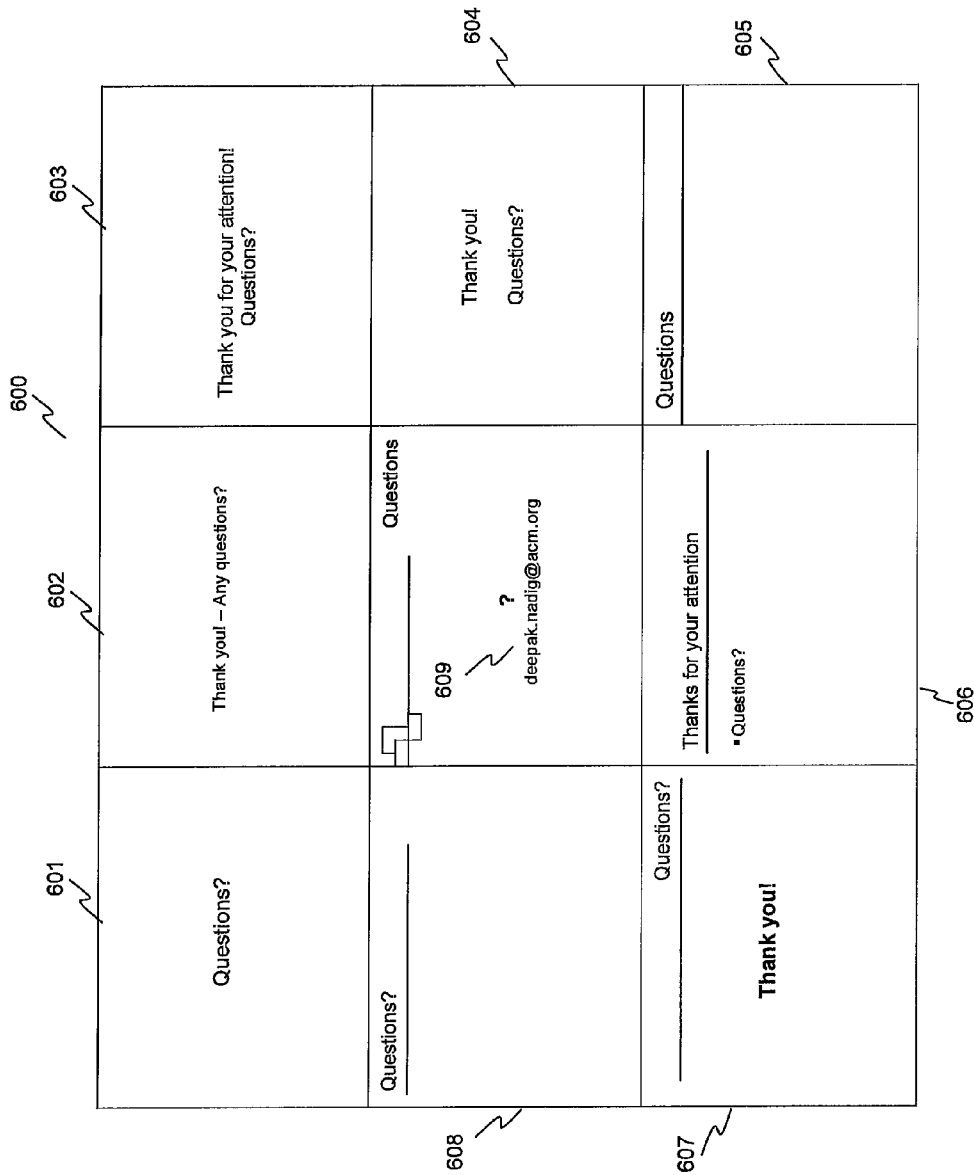 600
601
602
603
Questions?
Thank you! – Any questions?
Thank you for your attention!
Questions?
608
Questions?
Questions
609
?
deepak.nadig@acm.org
Thank you!
Questions?
604
607
Questions?
Thank you!
Thanks for your attention
▪Questions?
606
Questions
605